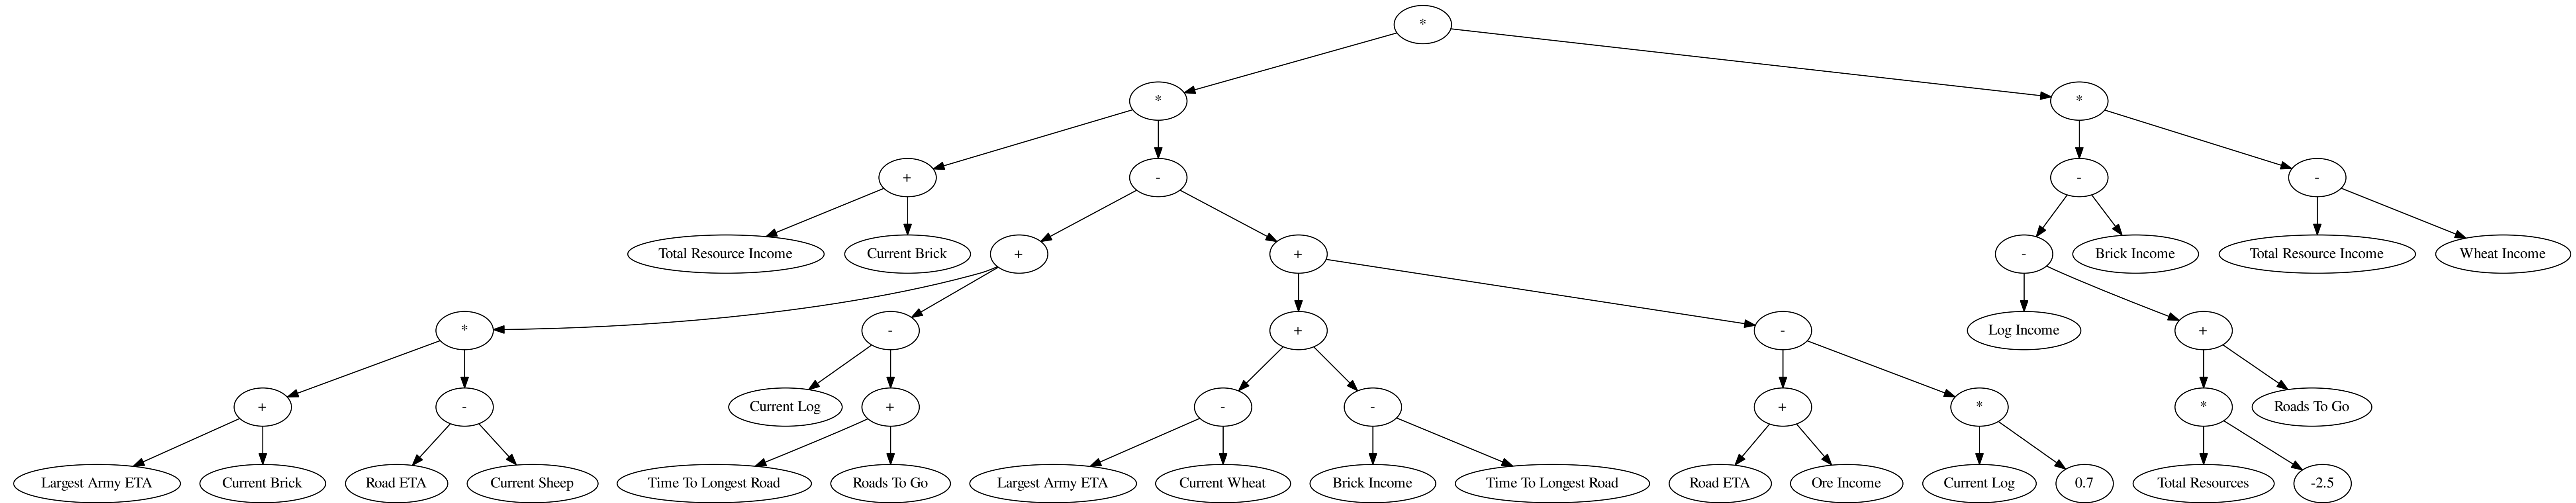 *
*
*
+
-
-
-
Total Resource Income
Current Brick
+
+
-
Brick Income
Total Resource Income
Wheat Income
*
-
+
-
Log Income
+
+
-
Current Log
+
-
-
+
*
*
Roads To Go
Largest Army ETA
Current Brick
Road ETA
Current Sheep
Time To Longest Road
Roads To Go
Largest Army ETA
Current Wheat
Brick Income
Time To Longest Road
Road ETA
Ore Income
Current Log
0.7
Total Resources
-2.5